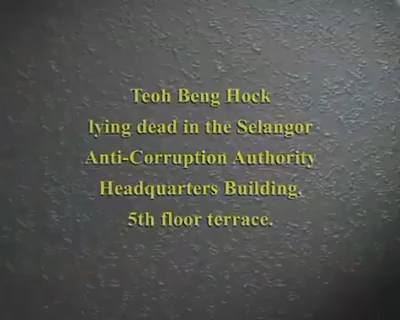 Teoh Beng Hock
lying dead in the Selangor
Anti-Corruption Authority
Headquarters Building.
5th floor terrace.